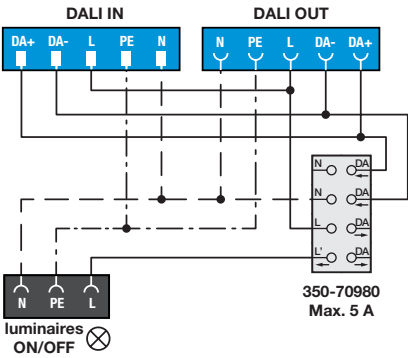 DALI IN DALI OUT
DA+ DA- L PE N N PE L DA- DA+
N DA
N DA
L DA
L' DA
N PE L
350-70980
Max. 5 A
luminaires
ON/OFF